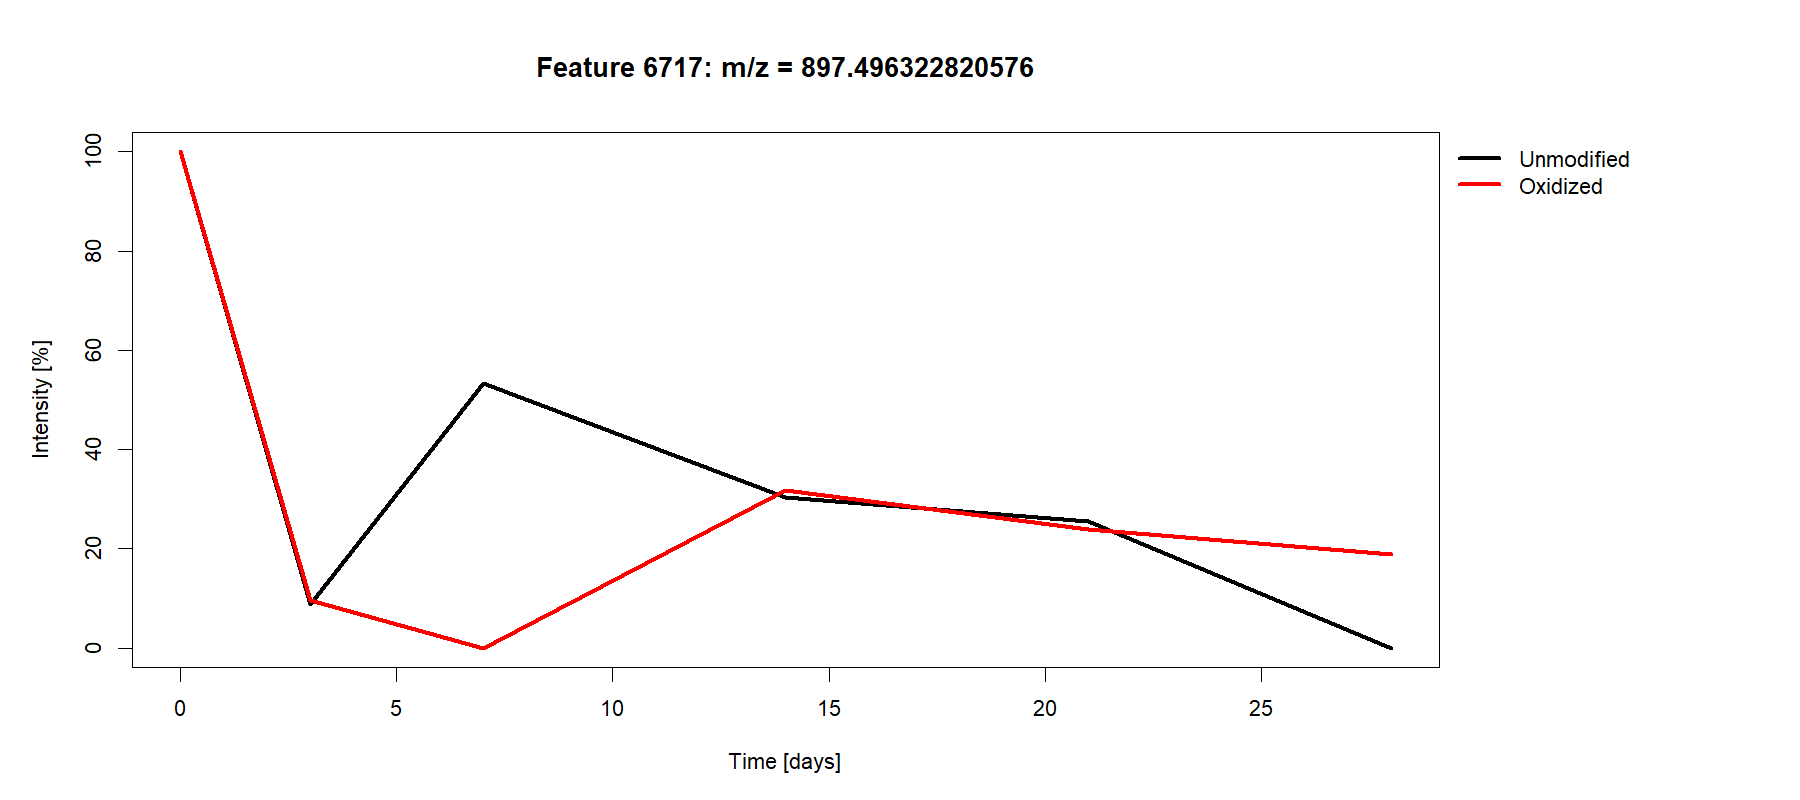 Feature 6717: m/z = 897.496322820576
Unmodified
Oxidized
Intensity [%]
100
80
60
40
20
0
0 5 10 15 20 25
Time [days]